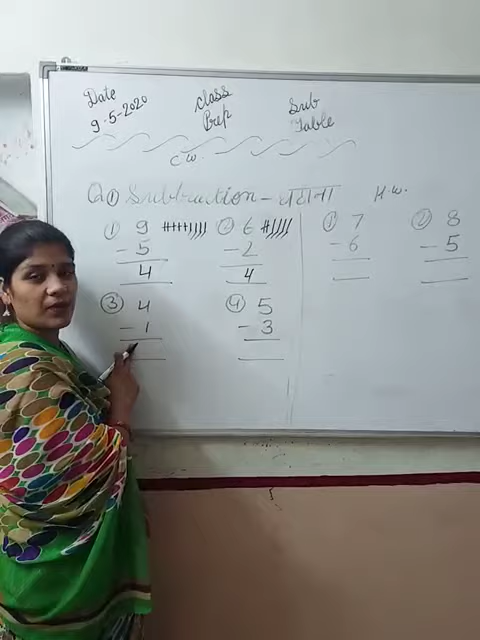 Date class Sub
9.5-2020 Prep Table
C.W.
Q① Subtraction - घटाना H.W.
① 9 ② 6 ① 7 ② 8
- 5 - 2 - 6 - 5
4 4
③ 4 ④ 5
- 1 - 3